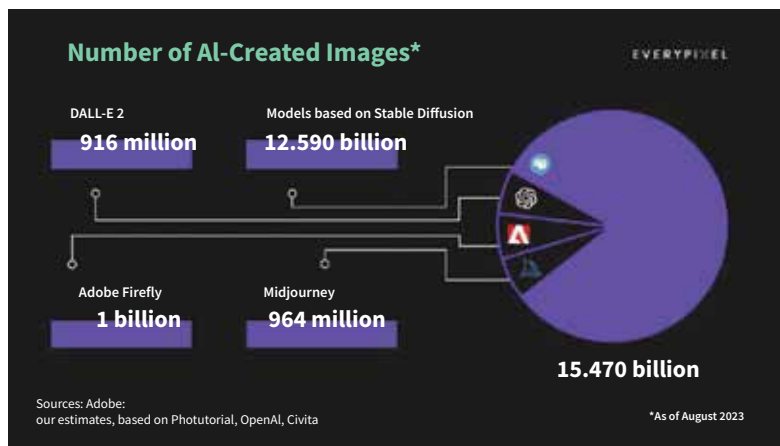 Number of AI-Created Images*
EVERYPIXEL
DALL-E 2
916 million
Models based on Stable Diffusion
12.590 billion
Adobe Firefly
1 billion
Midjourney
964 million
15.470 billion
Sources: Adobe:
our estimates, based on Photutorial, OpenAI, Civita
*As of August 2023